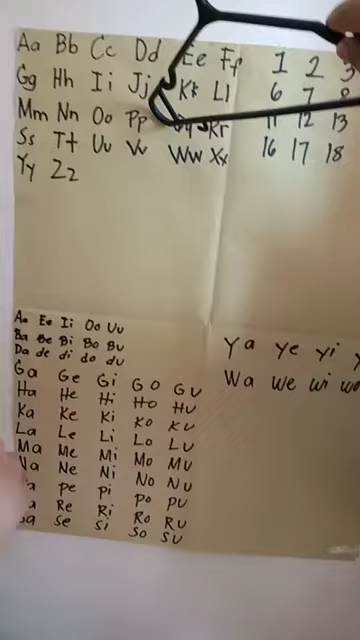 Aa Bb Cc Dd Ee Ff 1 2 3
Gg Hh Ii Jj Kk Ll 6 7 8
Mm Nn Oo Pp Rr 11 12 13
Ss Tt Uu Vv Ww Xx 16 17 18
Yy Zz
Aa Ee Ii Oo Uu
Ba Be Bi Bo Bu
Da de di do du
Ga Ge Gi Go Gu
Ha He Hi Ho Hu
Ka Ke Ki Ko Ku
La Le Li Lo Lu
Ma Me Mi Mo Mu
Na Ne Ni No Nu
pe pi po pu
Re Ri Ro Ru
Sa se si so su
Ya ye yi
Wa we wi wo